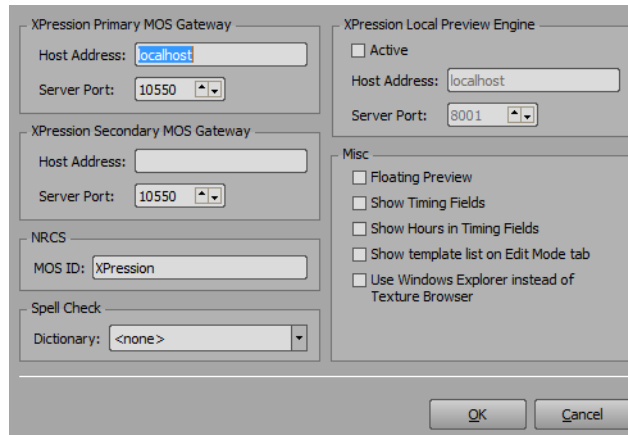 XPression Primary MOS Gateway
Host Address: localhost
Server Port: 10550
XPression Secondary MOS Gateway
Host Address:
Server Port: 10550
NRCS
MOS ID: XPression
Spell Check
Dictionary: <none>
XPression Local Preview Engine
Active
Host Address: localhost
Server Port: 8001
Misc
Floating Preview
Show Timing Fields
Show Hours in Timing Fields
Show template list on Edit Mode tab
Use Windows Explorer instead of
Texture Browser
OK
Cancel